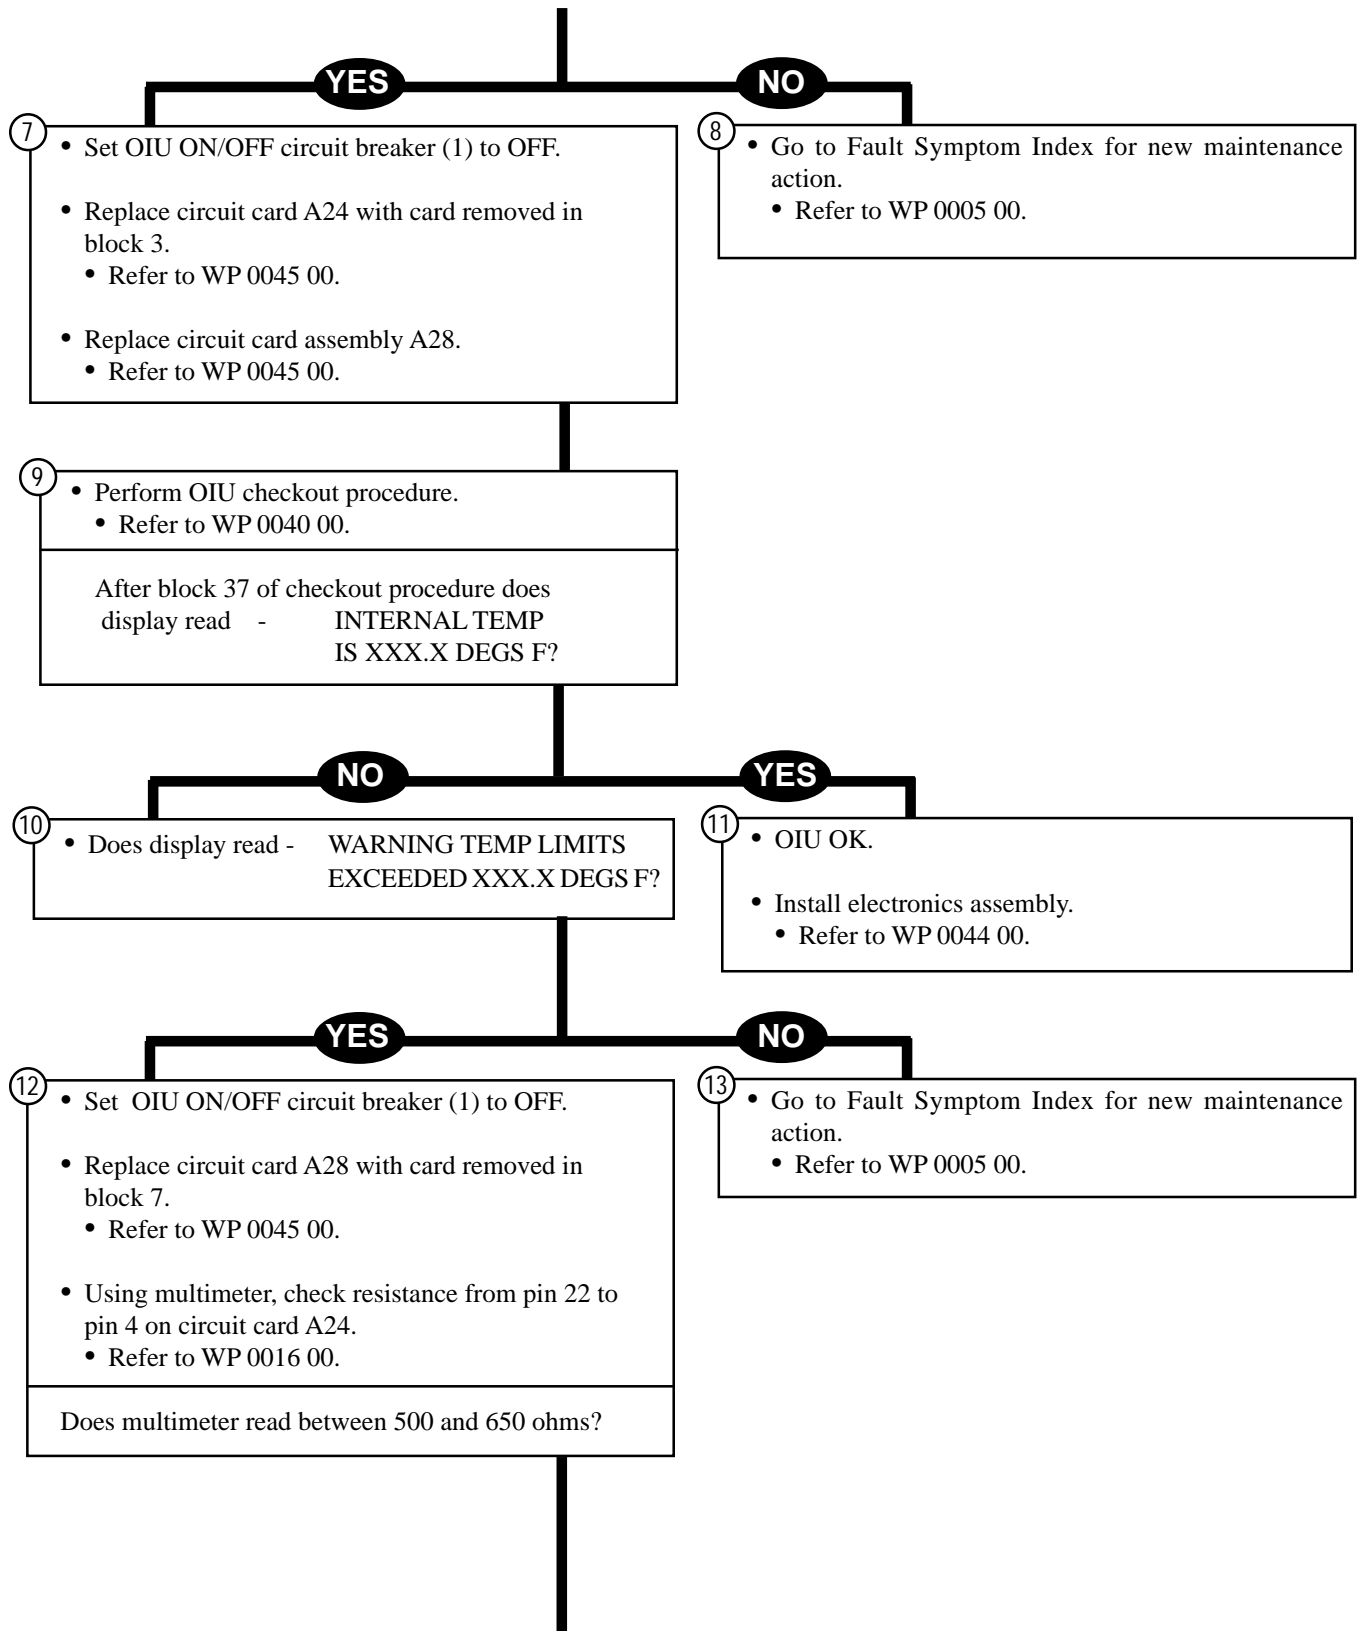 YES
NO
7
• Set OIU ON/OFF circuit breaker (1) to OFF.
• Replace circuit card A24 with card removed in
block 3.
• Refer to WP 0045 00.
• Replace circuit card assembly A28.
• Refer to WP 0045 00.
8
• Go to Fault Symptom Index for new maintenance
action.
• Refer to WP 0005 00.
9
• Perform OIU checkout procedure.
• Refer to WP 0040 00.
After block 37 of checkout procedure does
display read - INTERNAL TEMP
IS XXX.X DEGS F?
NO
YES
10
• Does display read - WARNING TEMP LIMITS
EXCEEDED XXX.X DEGS F?
11
• OIU OK.
• Install electronics assembly.
• Refer to WP 0044 00.
YES
NO
12
• Set OIU ON/OFF circuit breaker (1) to OFF.
• Replace circuit card A28 with card removed in
block 7.
• Refer to WP 0045 00.
• Using multimeter, check resistance from pin 22 to
pin 4 on circuit card A24.
• Refer to WP 0016 00.
Does multimeter read between 500 and 650 ohms?
13
• Go to Fault Symptom Index for new maintenance
action.
• Refer to WP 0005 00.